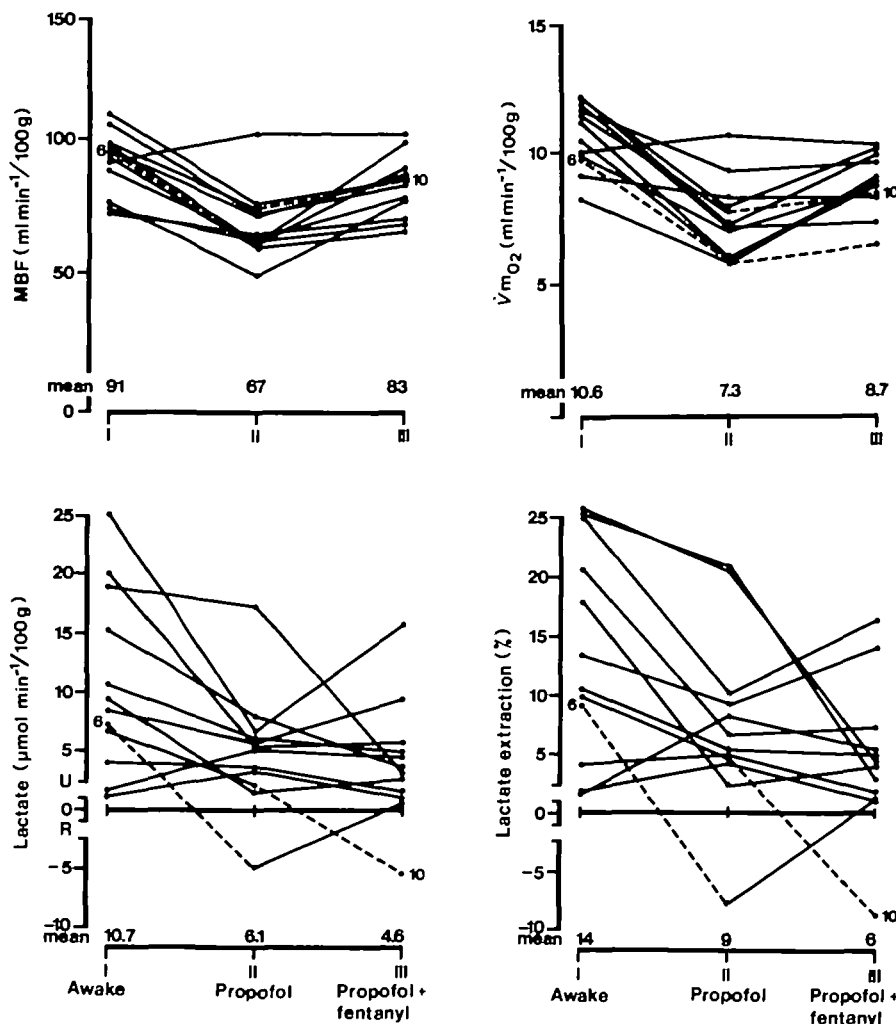 MBF (ml min⁻¹/100g)
150
100
50
0
6
10
mean 91 67 83
I II III
V̇mO₂ (ml min⁻¹/100g)
15
10
5
6
10
mean 10.6 7.3 8.7
I II III
Lactate (µmol min⁻¹/100g)
25
20
15
10
5
U
0
R
-5
-10
6
10
mean 10.7 6.1 4.6
I II III
Awake Propofol Propofol +
fentanyl
Lactate extraction (%)
25
20
15
10
5
0
-5
-10
6
10
mean 14 9 6
I II III
Awake Propofol Propofol +
fentanyl